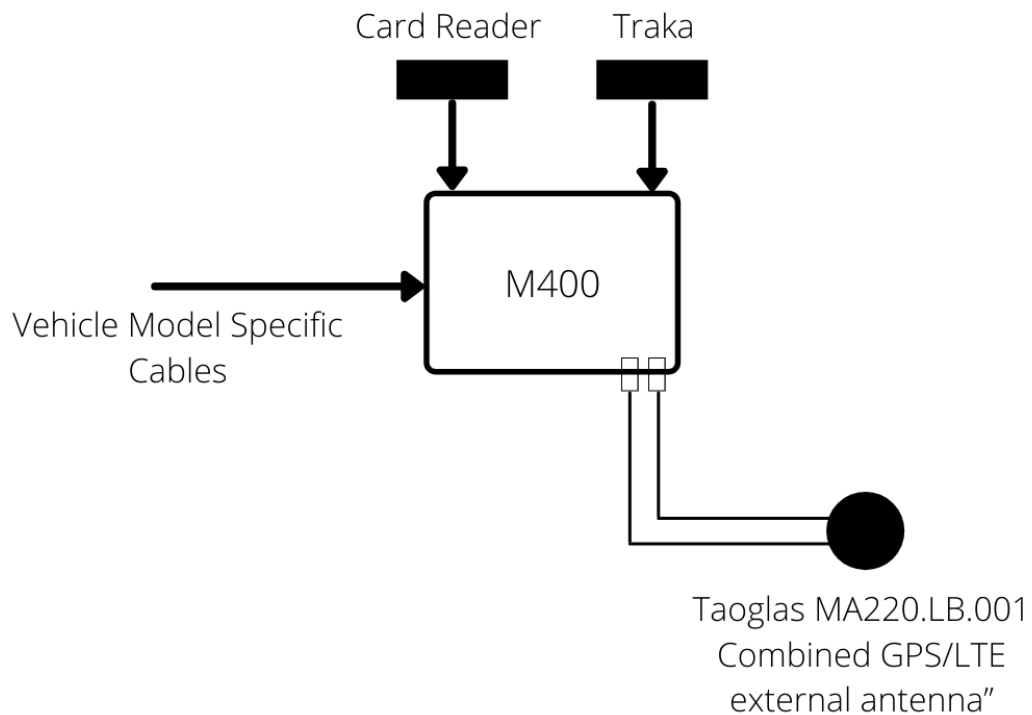 Card Reader
Traka
M400
Vehicle Model Specific
Cables
Taoglas MA220.LB.001
Combined GPS/LTE
external antenna”